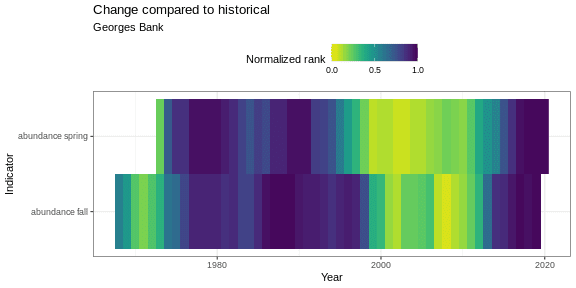 Change compared to historical
Georges Bank
Normalized rank
0.0 0.5 1.0
abundance spring
abundance fall
Indicator
1980 2000 2020
Year